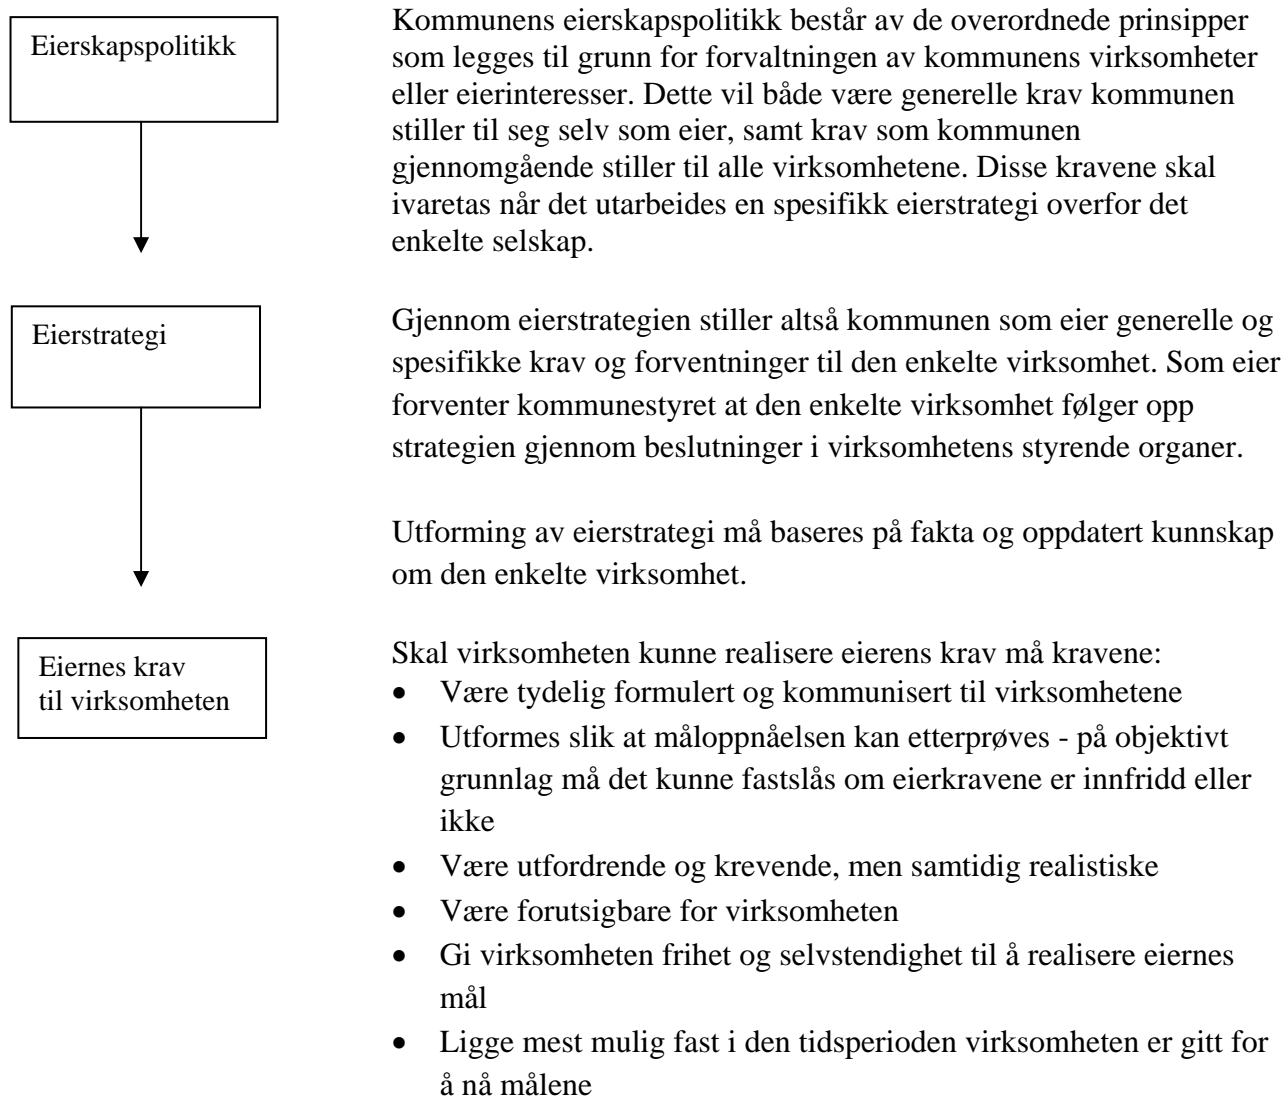 Eierskapspolitikk
Kommunens eierskapspolitikk består av de overordnede prinsipper
som legges til grunn for forvaltningen av kommunens virksomheter
eller eierinteresser. Dette vil både være generelle krav kommunen
stiller til seg selv som eier, samt krav som kommunen
gjennomgående stiller til alle virksomhetene. Disse kravene skal
ivaretas når det utarbeides en spesifikk eierstrategi overfor det
enkelte selskap.
Eierstrategi
Gjennom eierstrategien stiller altså kommunen som eier generelle og
spesifikke krav og forventninger til den enkelte virksomhet. Som eier
forventer kommunestyret at den enkelte virksomhet følger opp
strategien gjennom beslutninger i virksomhetens styrende organer.
Utforming av eierstrategi må baseres på fakta og oppdatert kunnskap
om den enkelte virksomhet.
Eiernes krav
til virksomheten
Skal virksomheten kunne realisere eierens krav må kravene:
• Være tydelig formulert og kommunisert til virksomhetene
• Utformes slik at måloppnåelsen kan etterprøves - på objektivt
grunnlag må det kunne fastslås om eierkravene er innfridd eller
ikke
• Være utfordrende og krevende, men samtidig realistiske
• Være forutsigbare for virksomheten
• Gi virksomheten frihet og selvstendighet til å realisere eiernes
mål
• Ligge mest mulig fast i den tidsperioden virksomheten er gitt for
å nå målene